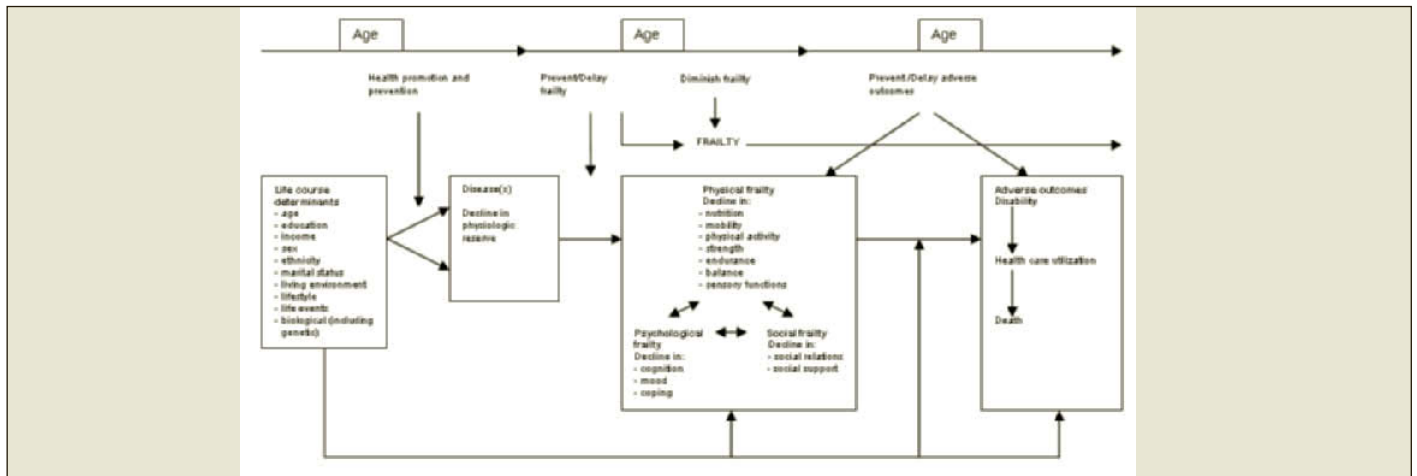 Age
Age
Age
Health promotion and
prevention
Prevent/Delay
frailty
Diminish frailty
Prevent /Delay adverse
outcomes
FRAILTY
Life course
determinants
- age
- education
- income
- sex
- ethnicity
- marital status
- living environment
- lifestyle
- life events
- biological (including
genetic)
Disease(s)
Decline in
physiologic
reserve
Physical frailty
Decline in:
- nutrition
- mobility
- physical activity
- strength
- endurance
- balance
- sensory functions
Psychological
frailty
Decline in:
- cognition
- mood
- coping
Social frailty
Decline in:
- social relations
- social support
Adverse outcomes
Disability
Health care utilization
Death